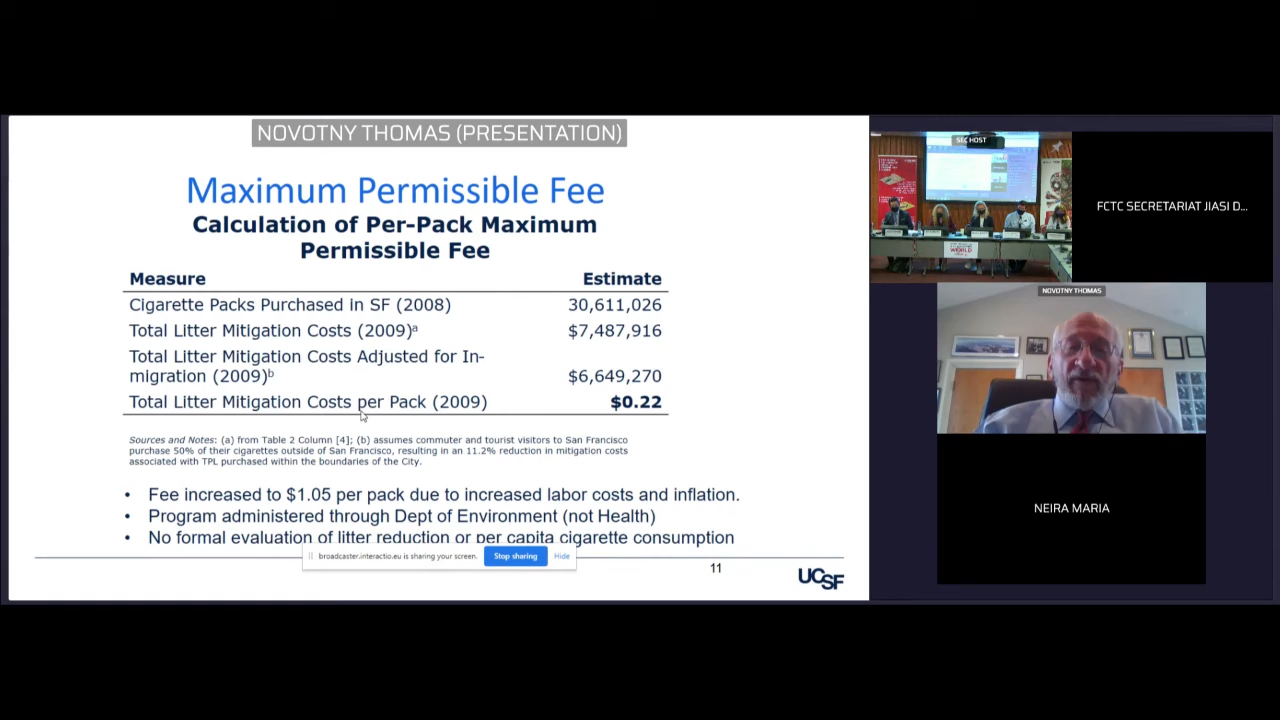 NOVOTNY THOMAS (PRESENTATION)
Maximum Permissible Fee
Calculation of Per-Pack Maximum
Permissible Fee
Measure Estimate
Cigarette Packs Purchased in SF (2008) 30,611,026
Total Litter Mitigation Costs (2009)ᵃ $7,487,916
Total Litter Mitigation Costs Adjusted for In-
migration (2009)ᵇ $6,649,270
Total Litter Mitigation Costs per Pack (2009) $0.22
Sources and Notes: (a) from Table 2 Column [4]; (b) assumes commuter and tourist visitors to San Francisco
purchase 50% of their cigarettes outside of San Francisco, resulting in an 11.2% reduction in mitigation costs
associated with TPL purchased within the boundaries of the City.
• Fee increased to $1.05 per pack due to increased labor costs and inflation.
• Program administered through Dept of Environment (not Health)
• No formal evaluation of litter reduction or per capita cigarette consumption
broadcaster.interactio.eu is sharing your screen. Stop sharing Hide
11
UCSF
SEC HOST
WORLD
FCTC SECRETARIAT JIASI D...
NOVOTNY THOMAS
NEIRA MARIA